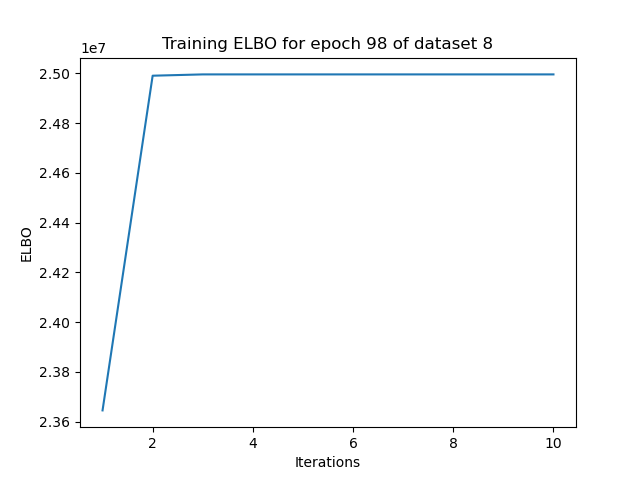 Training ELBO for epoch 98 of dataset 8
1e7
2.50
2.48
2.46
2.44
2.42
2.40
2.38
2.36
ELBO
2 4 6 8 10
Iterations